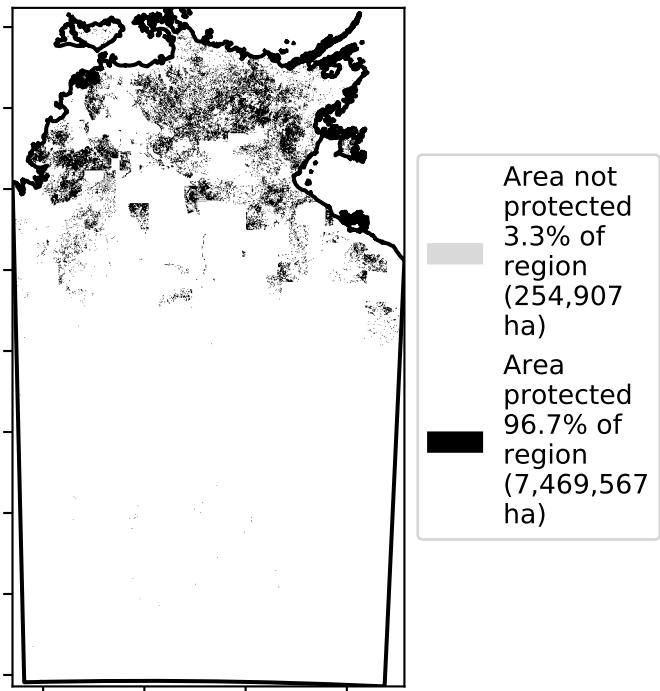 Area not
protected
3.3% of
region
(254,907
ha)
Area
protected
96.7% of
region
(7,469,567
ha)